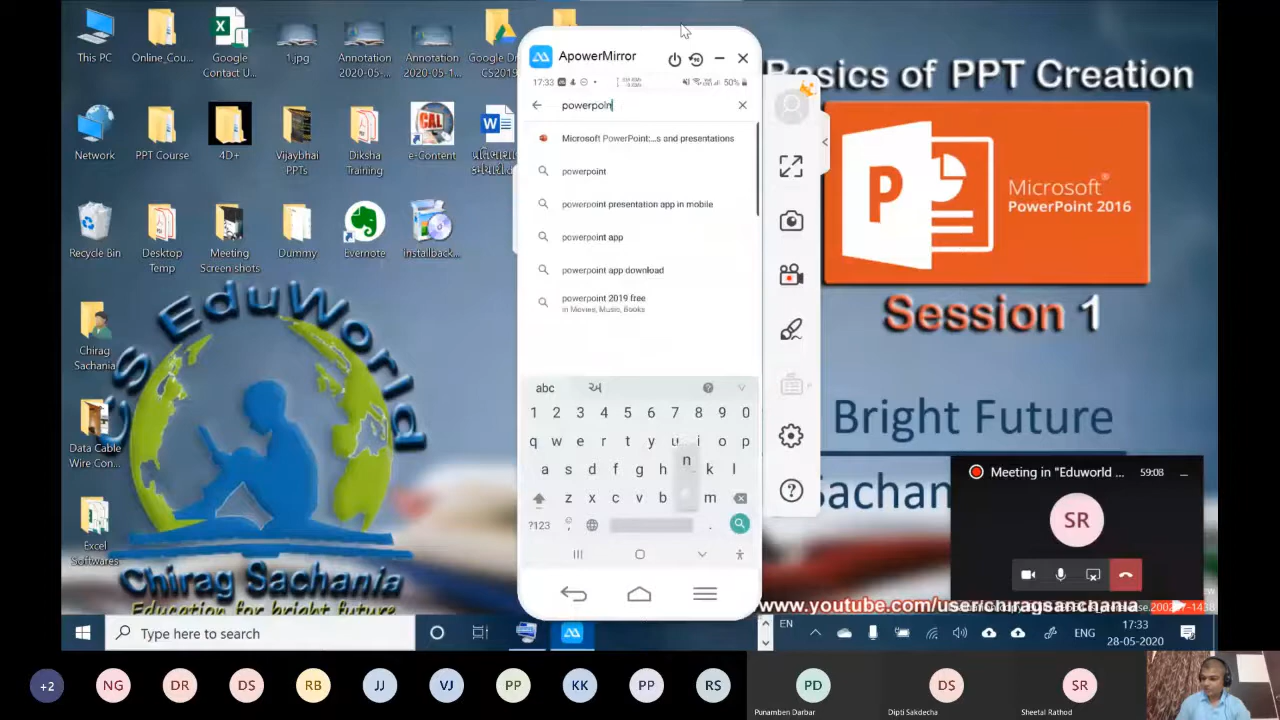 This PC
Online_Cou...
Google
Contact U...
1.jpg
Annotation
2020-05-...
Annotation
2020-05-1...
Google Dr
CS2019
Network
PPT Course
4D+
Vijaybhai
PPTs
Diksha
Training
e-Content
Recycle Bin
Desktop
Temp
Meeting
Screen shots
Dummy
Evernote
Installback...
Chirag
Sachania
Data Cable
Wire Con...
Excel
Softwares
CS EduWorld
Chirag Sachania
Education for bright future
ApowerMirror
17:33
50%
powerpoin
Microsoft PowerPoint:...s and presentations
powerpoint
powerpoint presentation app in mobile
powerpoint app
powerpoint app download
powerpoint 2019 free
in Movies, Music, Books
abc
અ
1 2 3 4 5 6 7 8 9 0
q w e r t y u i o p
a s d f g h n k l
z x c v b m
?123
Basics of PPT Creation
Microsoft®
PowerPoint 2016
Session 1
Bright Future
Sachan
Meeting in "Eduworld ...
59:08
SR
www.youtube.com/user/chiragsachania
Type here to search
EN
ENG
17:33
28-05-2020
+2
NG
DR
DS
RB
JJ
VJ
PP
KK
PP
RS
PD
Punamben Darbar
DS
Dipti Sakdecha
SR
Sheetal Rathod